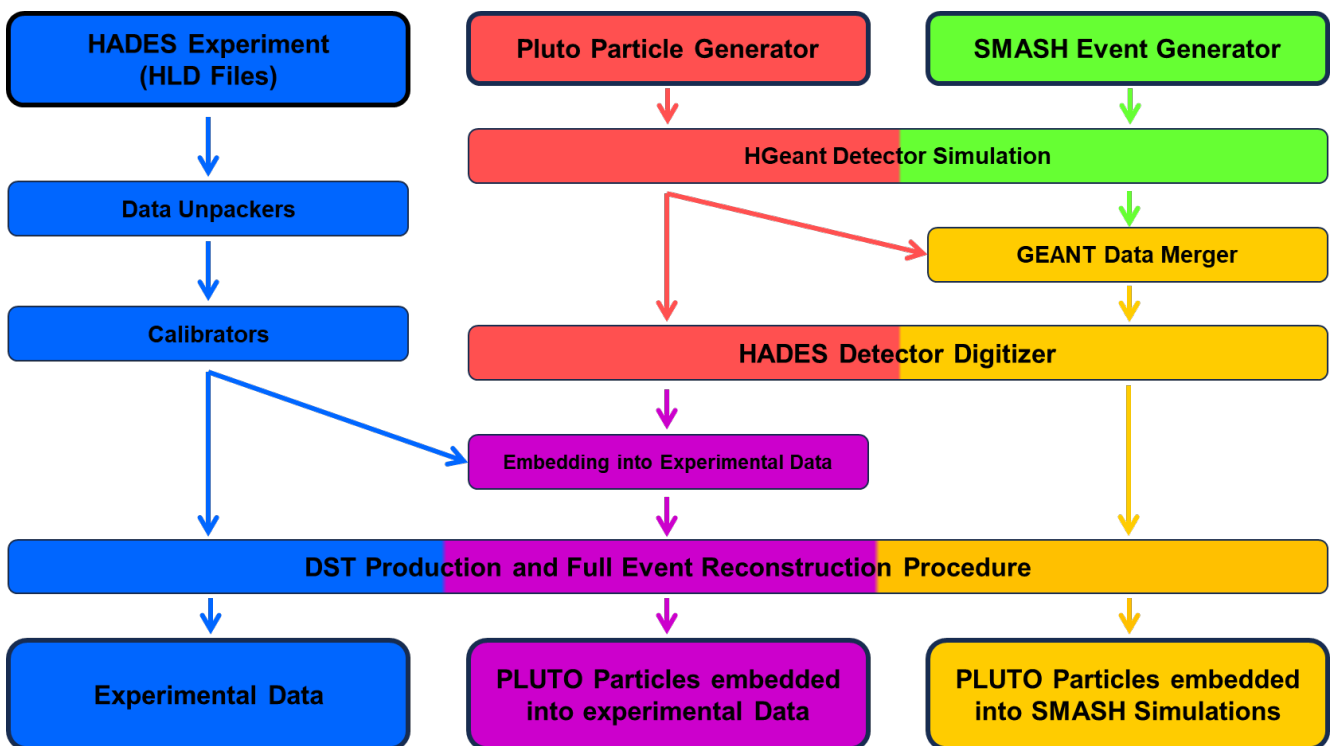 HADES Experiment
(HLD Files)
Pluto Particle Generator
SMASH Event Generator
HGeant Detector Simulation
Data Unpackers
GEANT Data Merger
Calibrators
HADES Detector Digitizer
Embedding into Experimental Data
DST Production and Full Event Reconstruction Procedure
Experimental Data
PLUTO Particles embedded
into experimental Data
PLUTO Particles embedded
into SMASH Simulations